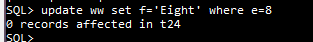 SQL> update ww set f='Eight' where e=8
0 records affected in t24
SQL>